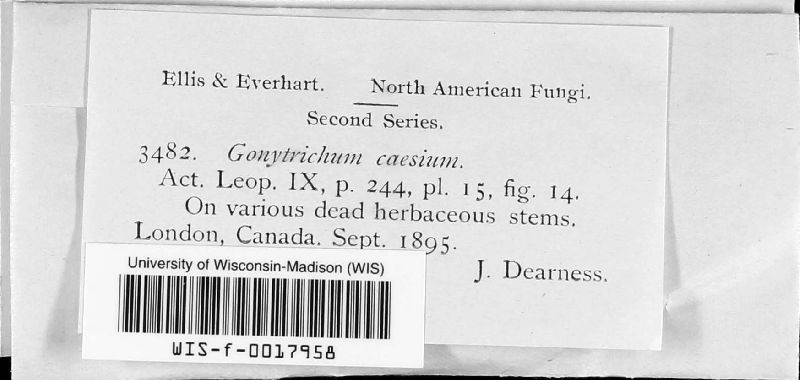 Ellis & Everhart. North American Fungi.
Second Series.
3482. Gonytrichum caesium.
Act. Leop. IX, p. 244, pl. 15, fig. 14.
On various dead herbaceous stems.
London, Canada. Sept. 1895.
J. Dearness.
University of Wisconsin-Madison (WIS)
WIS-f-0017958